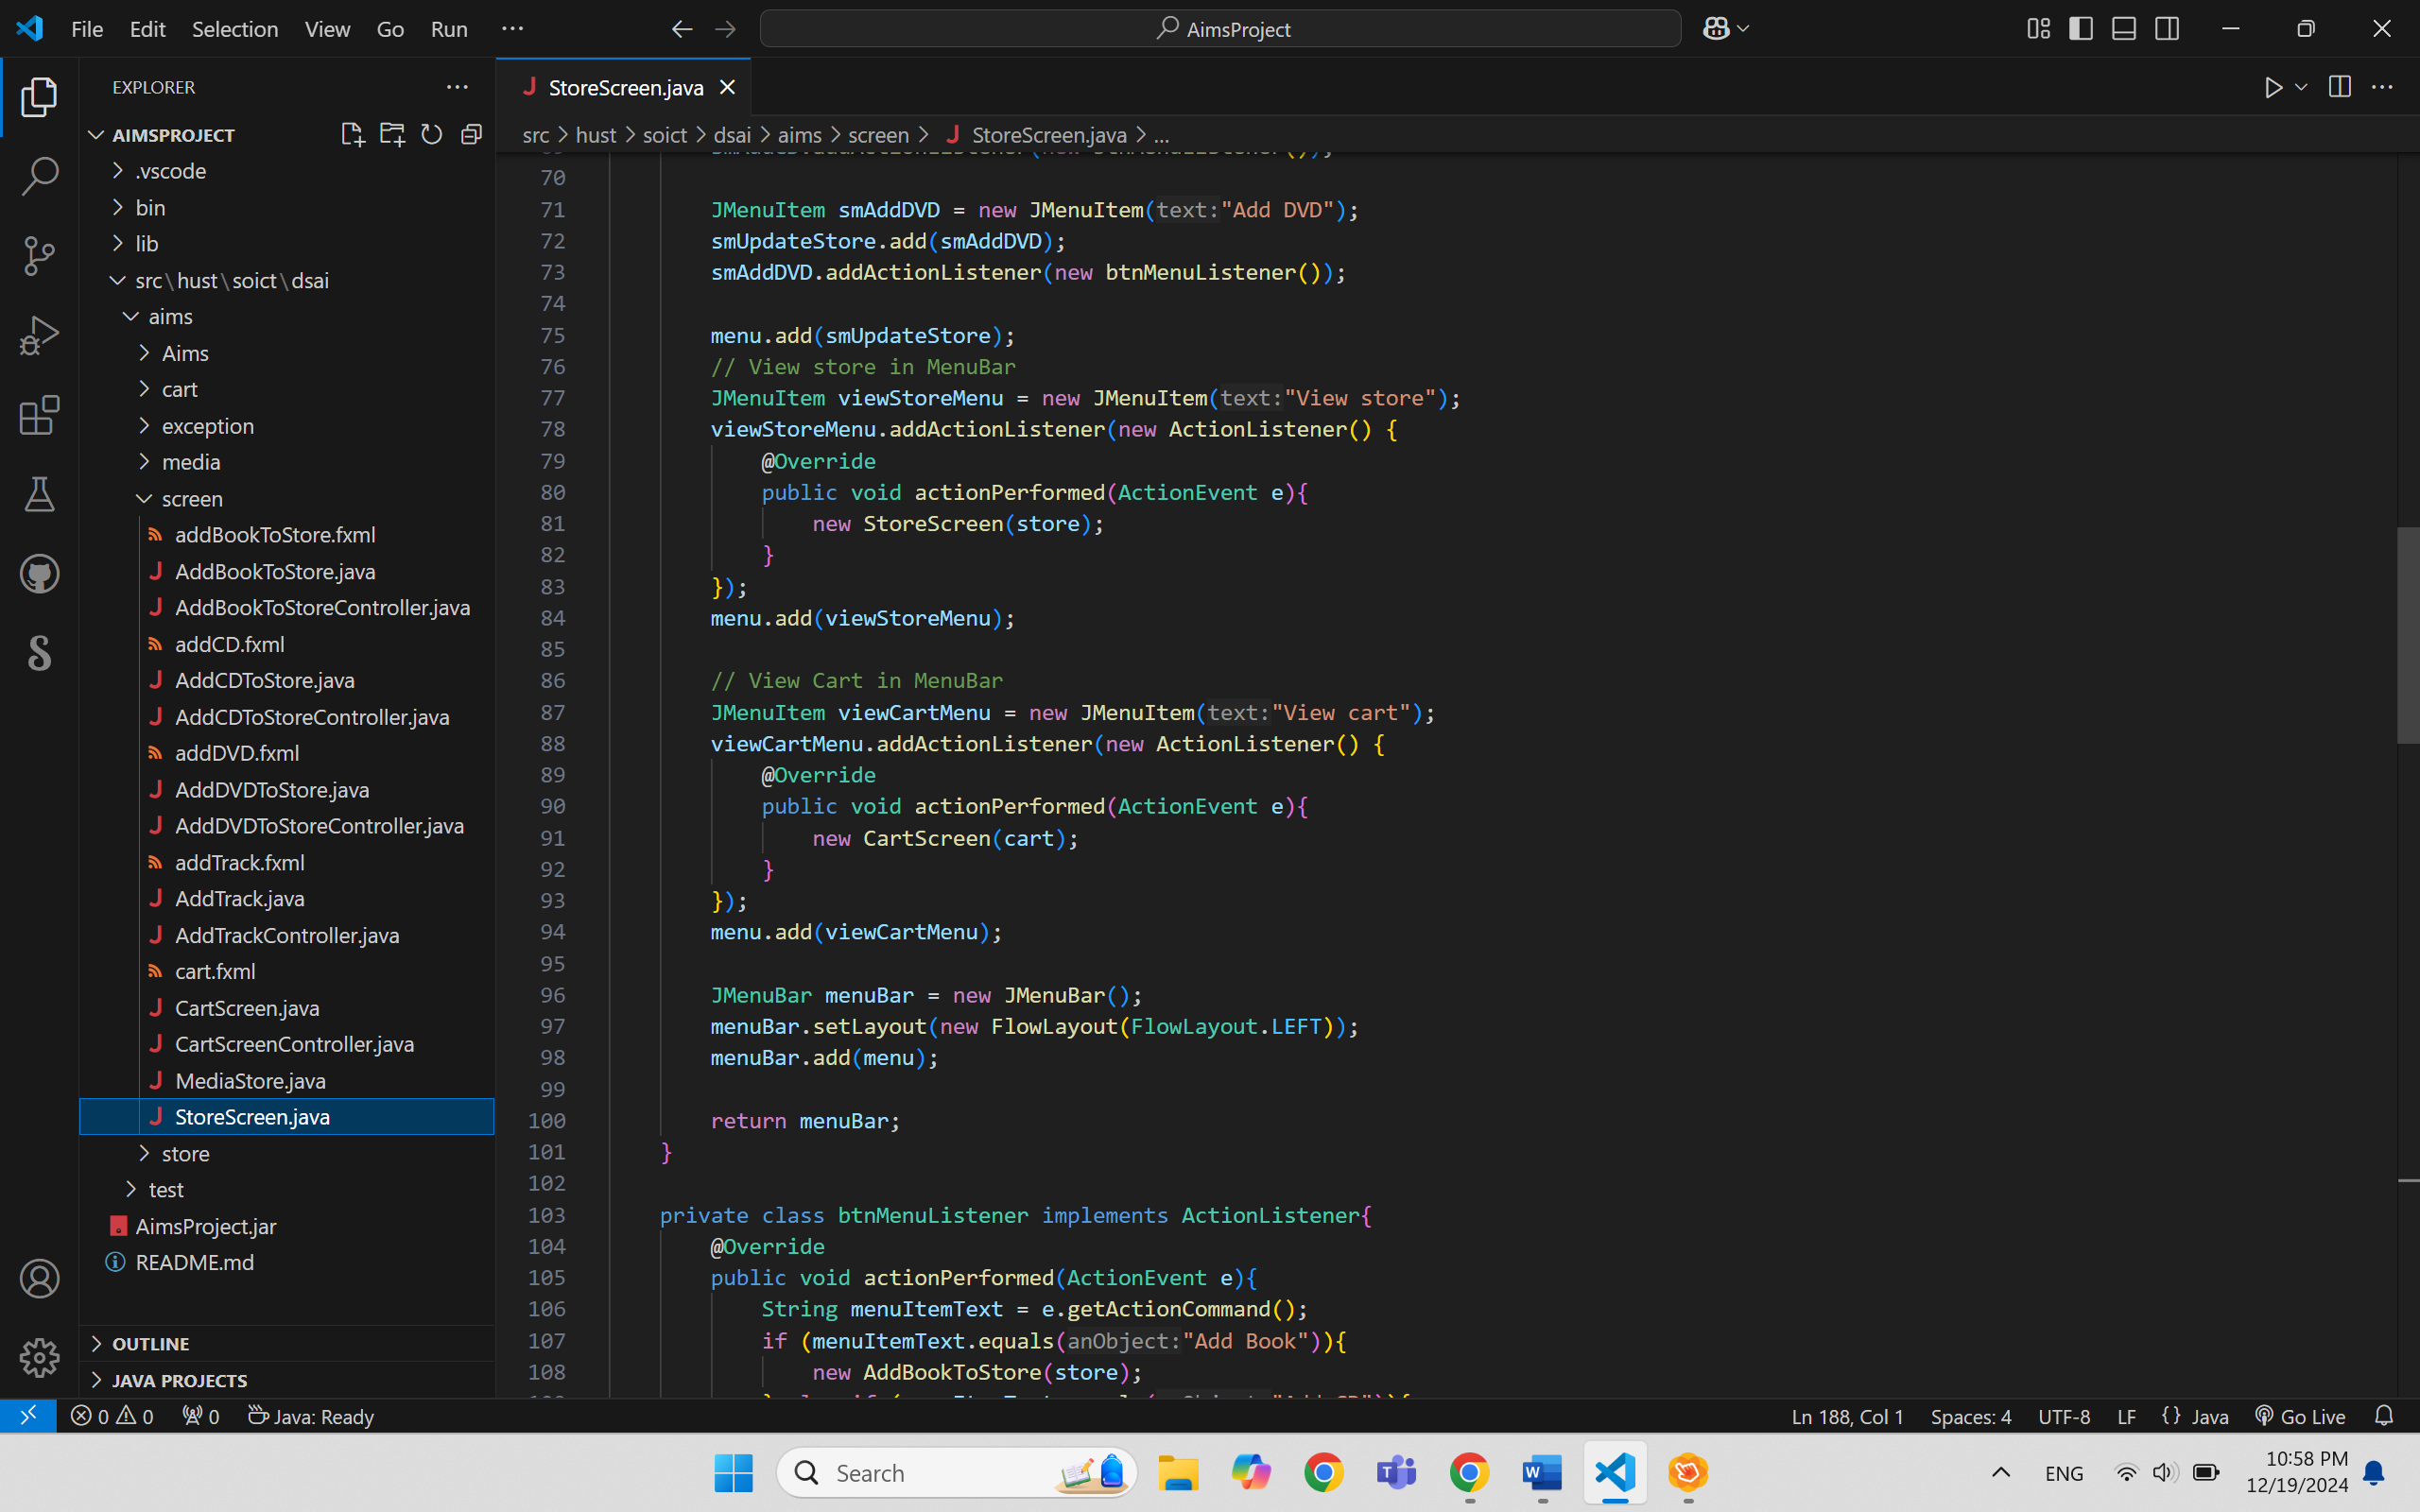 File Edit Selection View Go Run ···
AimsProject
EXPLORER
AIMSPROJECT
.vscode
bin
lib
src\hust\soict\dsai
aims
Aims
cart
exception
media
screen
addBookToStore.fxml
AddBookToStore.java
AddBookToStoreController.java
addCD.fxml
AddCDToStore.java
AddCDToStoreController.java
addDVD.fxml
AddDVDToStore.java
AddDVDToStoreController.java
addTrack.fxml
AddTrack.java
AddTrackController.java
cart.fxml
CartScreen.java
CartScreenController.java
MediaStore.java
StoreScreen.java
store
test
AimsProject.jar
README.md
OUTLINE
JAVA PROJECTS
StoreScreen.java
src > hust > soict > dsai > aims > screen > StoreScreen.java > ...
70
71 JMenuItem smAddDVD = new JMenuItem(text:"Add DVD");
72 smUpdateStore.add(smAddDVD);
73 smAddDVD.addActionListener(new btnMenuListener());
74
75 menu.add(smUpdateStore);
76 // View store in MenuBar
77 JMenuItem viewStoreMenu = new JMenuItem(text:"View store");
78 viewStoreMenu.addActionListener(new ActionListener() {
79 @Override
80 public void actionPerformed(ActionEvent e){
81 new StoreScreen(store);
82 }
83 });
84 menu.add(viewStoreMenu);
85
86 // View Cart in MenuBar
87 JMenuItem viewCartMenu = new JMenuItem(text:"View cart");
88 viewCartMenu.addActionListener(new ActionListener() {
89 @Override
90 public void actionPerformed(ActionEvent e){
91 new CartScreen(cart);
92 }
93 });
94 menu.add(viewCartMenu);
95
96 JMenuBar menuBar = new JMenuBar();
97 menuBar.setLayout(new FlowLayout(FlowLayout.LEFT));
98 menuBar.add(menu);
99
100 return menuBar;
101 }
102
103 private class btnMenuListener implements ActionListener{
104 @Override
105 public void actionPerformed(ActionEvent e){
106 String menuItemText = e.getActionCommand();
107 if (menuItemText.equals(anObject:"Add Book")){
108 new AddBookToStore(store);
0 0 0 Java: Ready
Ln 188, Col 1 Spaces: 4 UTF-8 LF {} Java Go Live
Search
ENG
10:58 PM
12/19/2024